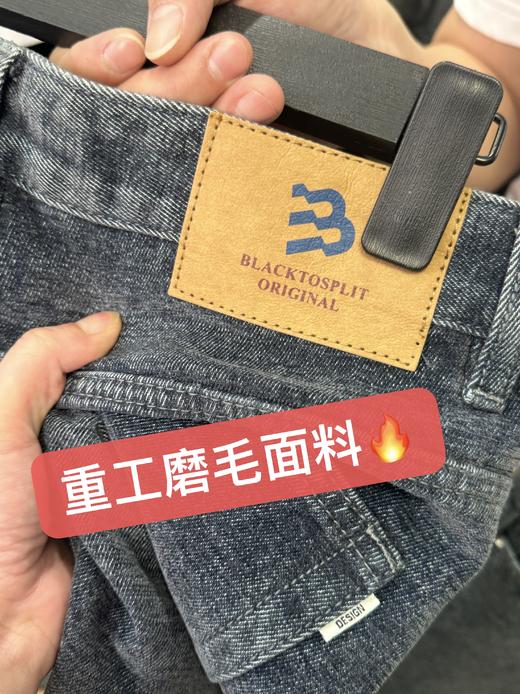 BLACKTOSPLIT
ORIGINAL
重工磨毛面料🔥
DESIGN